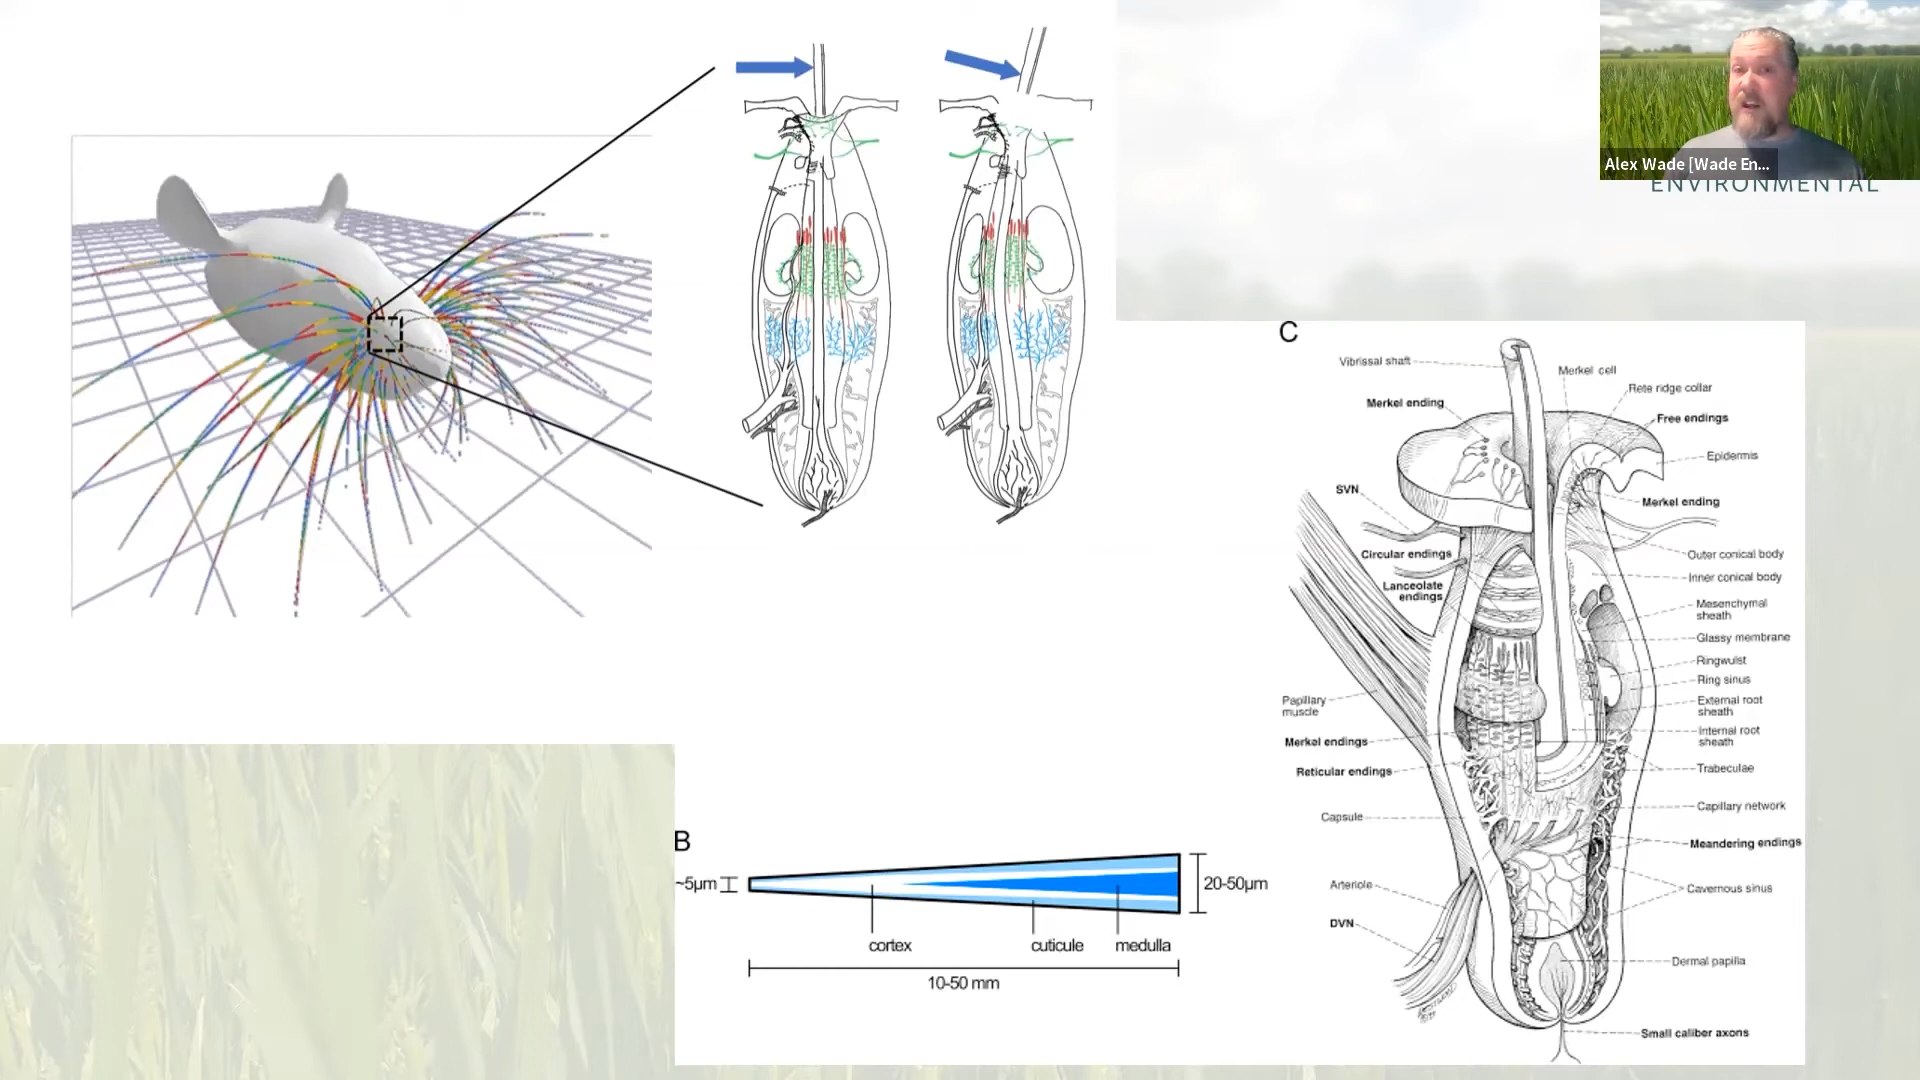 Alex Wade [Wade En...
ENVIRONMENTAL
C
Vibrissal shaft
Merkel cell
Rete ridge collar
Merkel ending
Free endings
Epidermis
SVN
Merkel ending
Circular endings
Outer conical body
Lanceolate
endings
Inner conical body
Mesenchymal
sheath
Glassy membrane
Ringwulst
Ring sinus
Papillary
muscle
External root
sheath
Merkel endings
Internal root
sheath
Reticular endings
Trabeculae
Capsule
Capillary network
Meandering endings
Arteriole
Cavernous sinus
DVN
Dermal papilla
Small caliber axons
B
~5µm
20-50µm
cortex
cuticule
medulla
10-50 mm